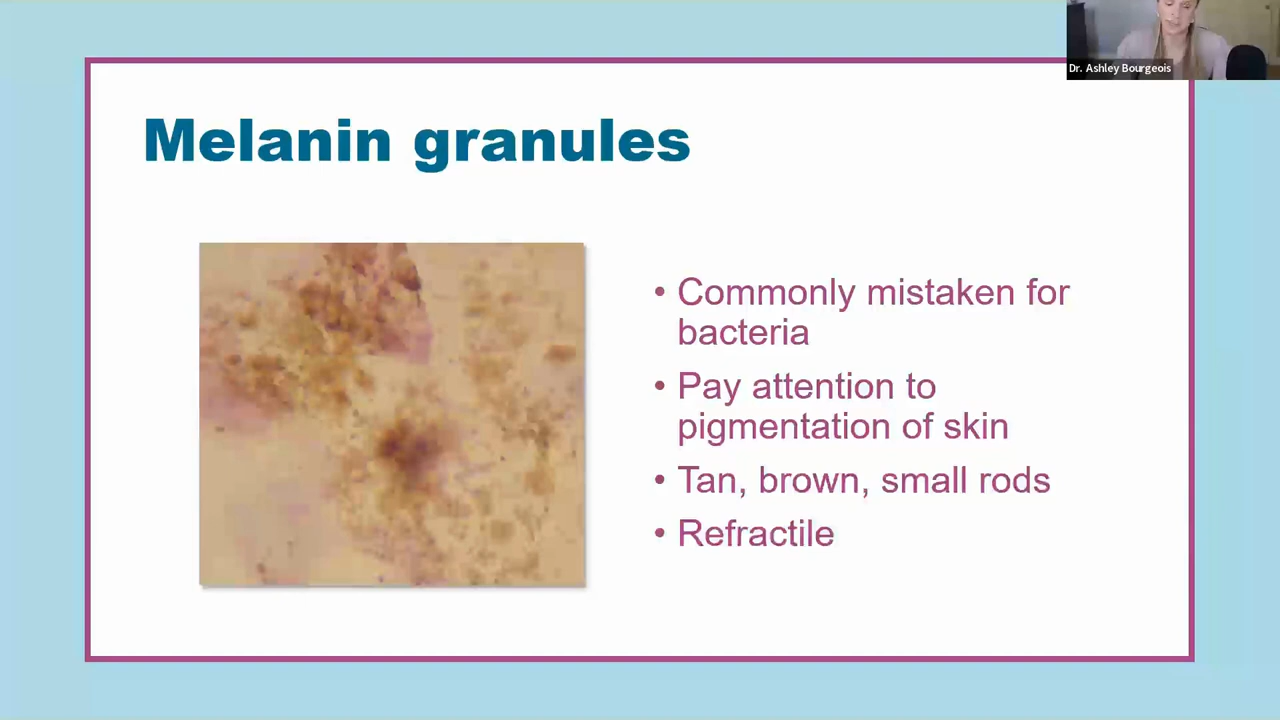 Dr. Ashley Bourgeois
Melanin granules
• Commonly mistaken for
bacteria
• Pay attention to
pigmentation of skin
• Tan, brown, small rods
• Refractile